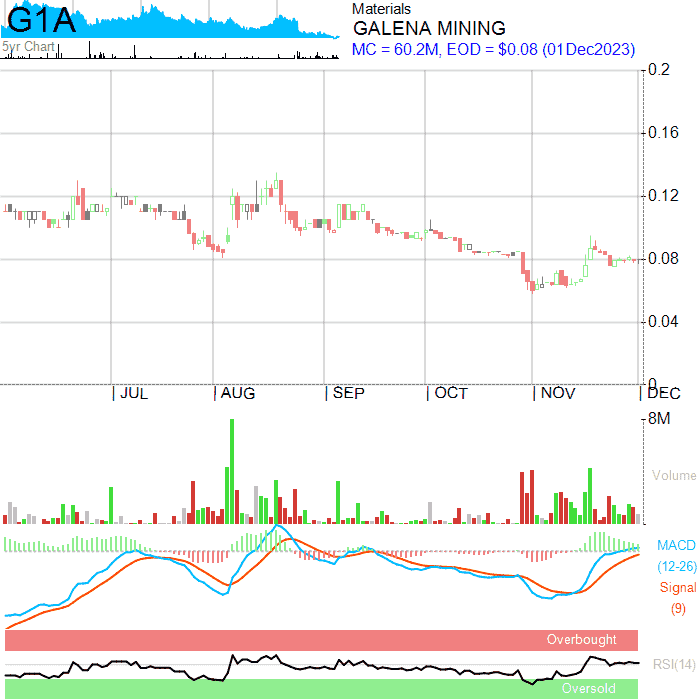 G1A
5yr Chart
Materials
GALENA MINING
MC = 60.2M, EOD = $0.08 (01Dec2023)
0.2
0.16
0.12
0.08
0.04
0
JUL AUG SEP OCT NOV DEC
8M
Volume
MACD
(12-26)
Signal
(9)
Overbought
RSI(14)
Oversold